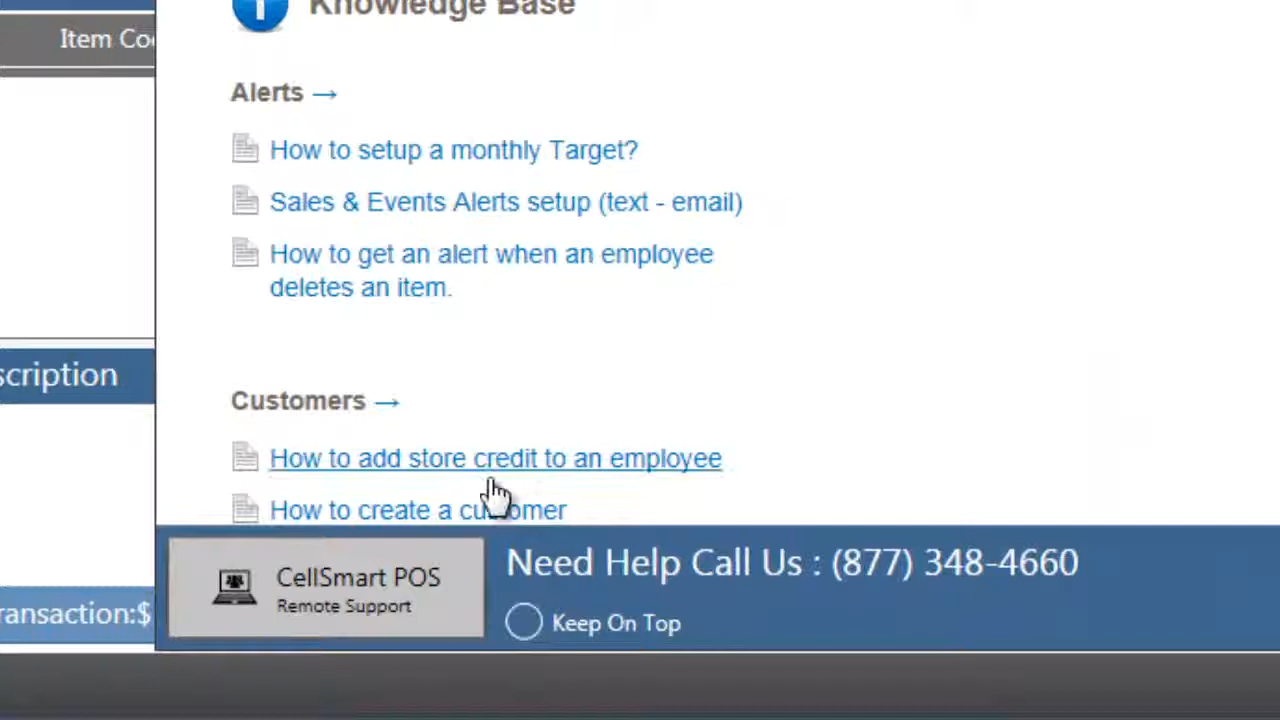 Knowledge Base
Item Co
Alerts →
How to setup a monthly Target?
Sales & Events Alerts setup (text - email)
How to get an alert when an employee
deletes an item.
scription
Customers →
How to add store credit to an employee
How to create a customer
Need Help Call Us : (877) 348-4660
CellSmart POS
Remote Support
ransaction:$
Keep On Top